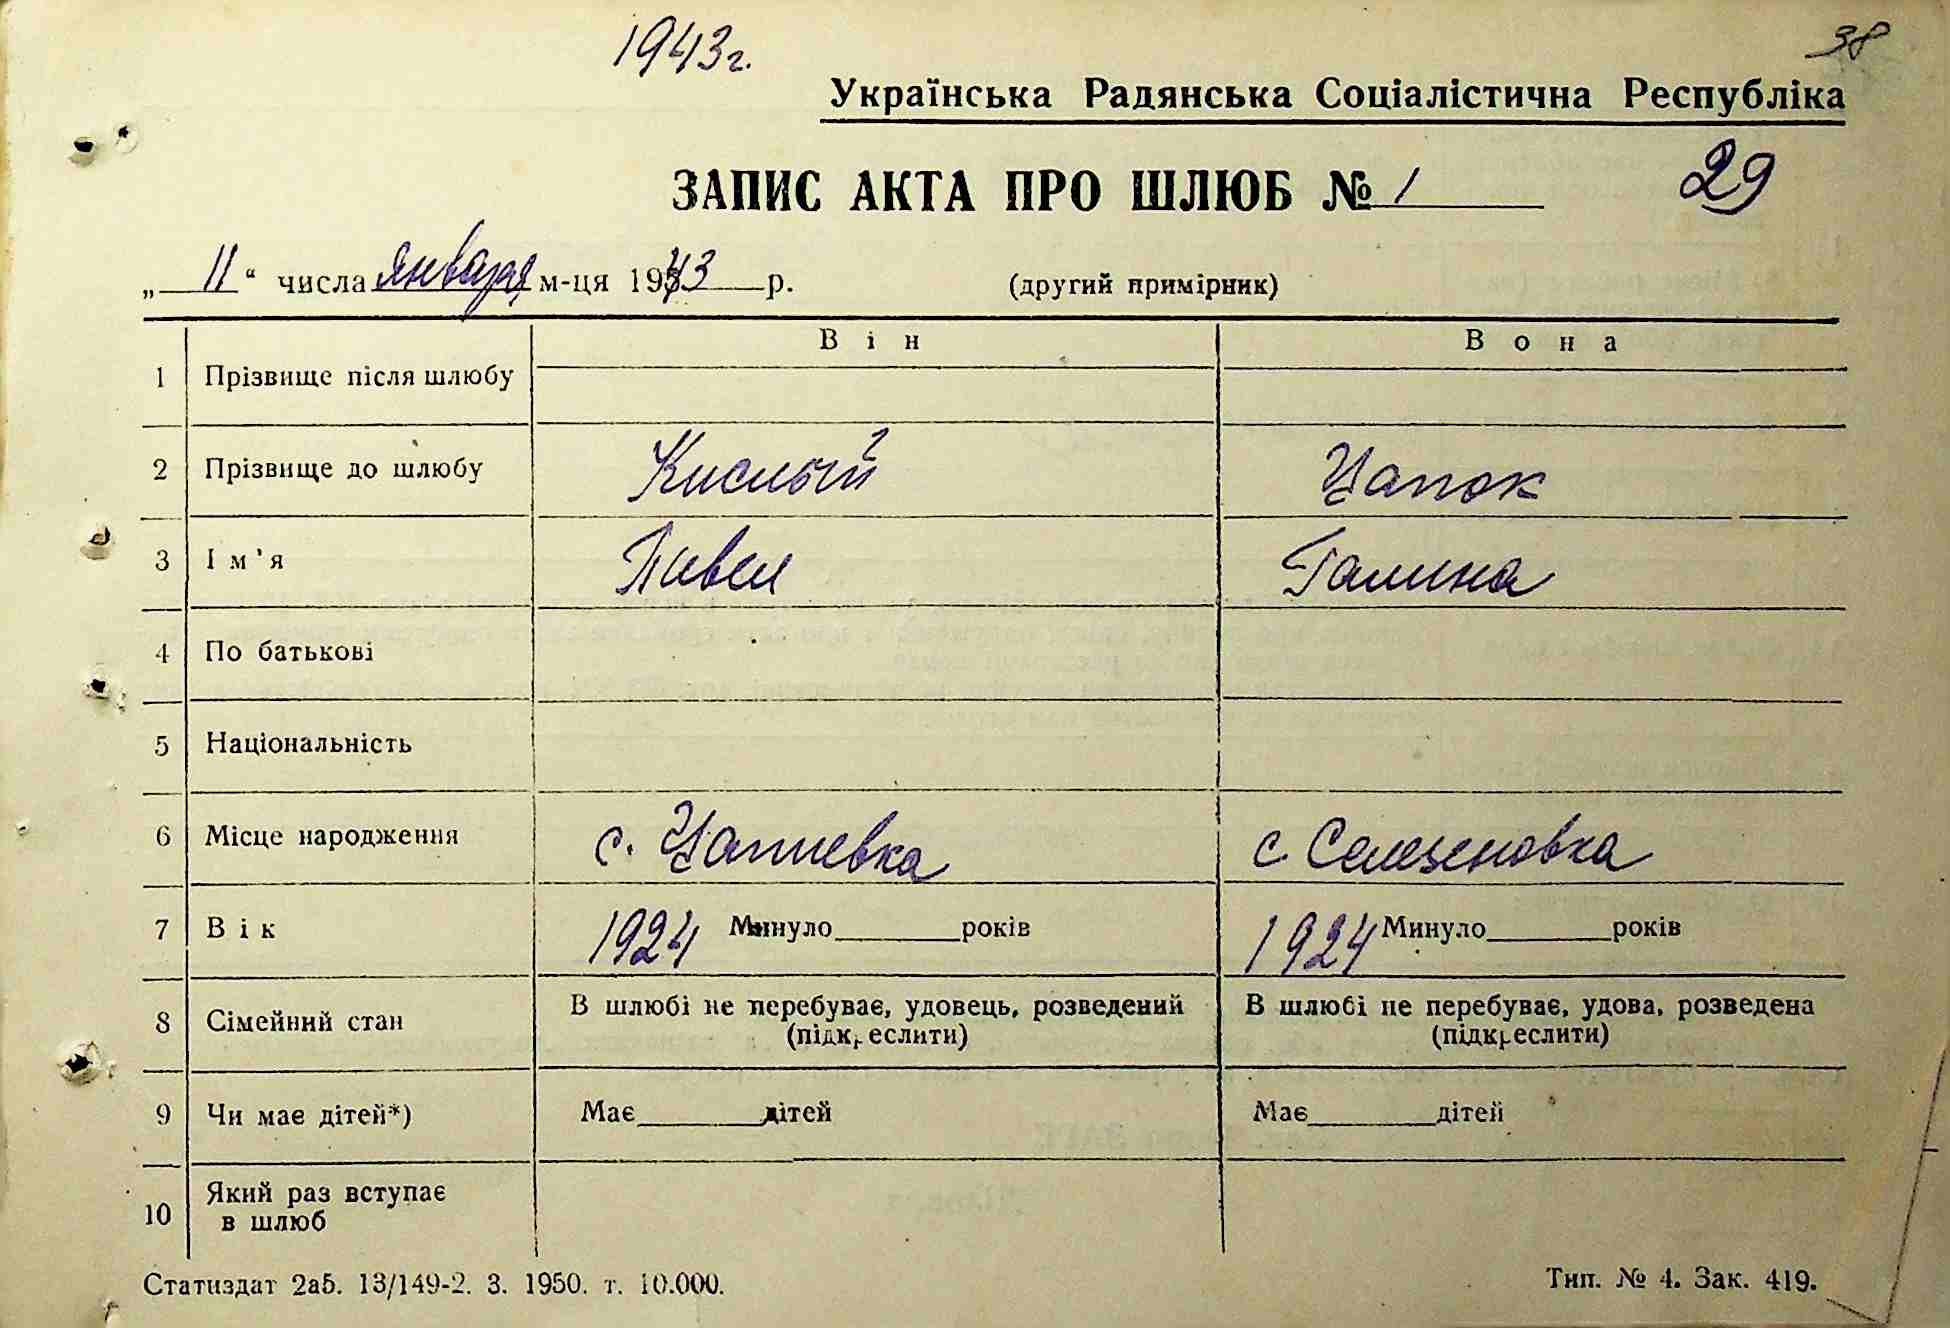 1943г.
38
Українська Радянська Соціалістична Республіка
ЗАПИС АКТА ПРО ШЛЮБ № 1
29
„ 11 “ числа января м-ця 1943 р.
(другий примірник)
Він
Вона
1 Прізвище після шлюбу
2 Прізвище до шлюбу Кислый Цапок
3 Ім'я Павел Галина
4 По батькові
5 Національність
6 Місце народження с. Цапиевка с. Селещеновка
7 Вік 1924 Минуло років 1924 Минуло років
8 Сімейний стан В шлюбі не перебуває, удовець, розведений (підкреслити) В шлюбі не перебуває, удова, розведена (підкреслити)
9 Чи має дітей*) Має дітей Має дітей
10 Який раз вступає
в шлюб
Статиздат 2аб. 13/149-2. 3. 1950. т. 10.000.
Тип. № 4. Зак. 419.